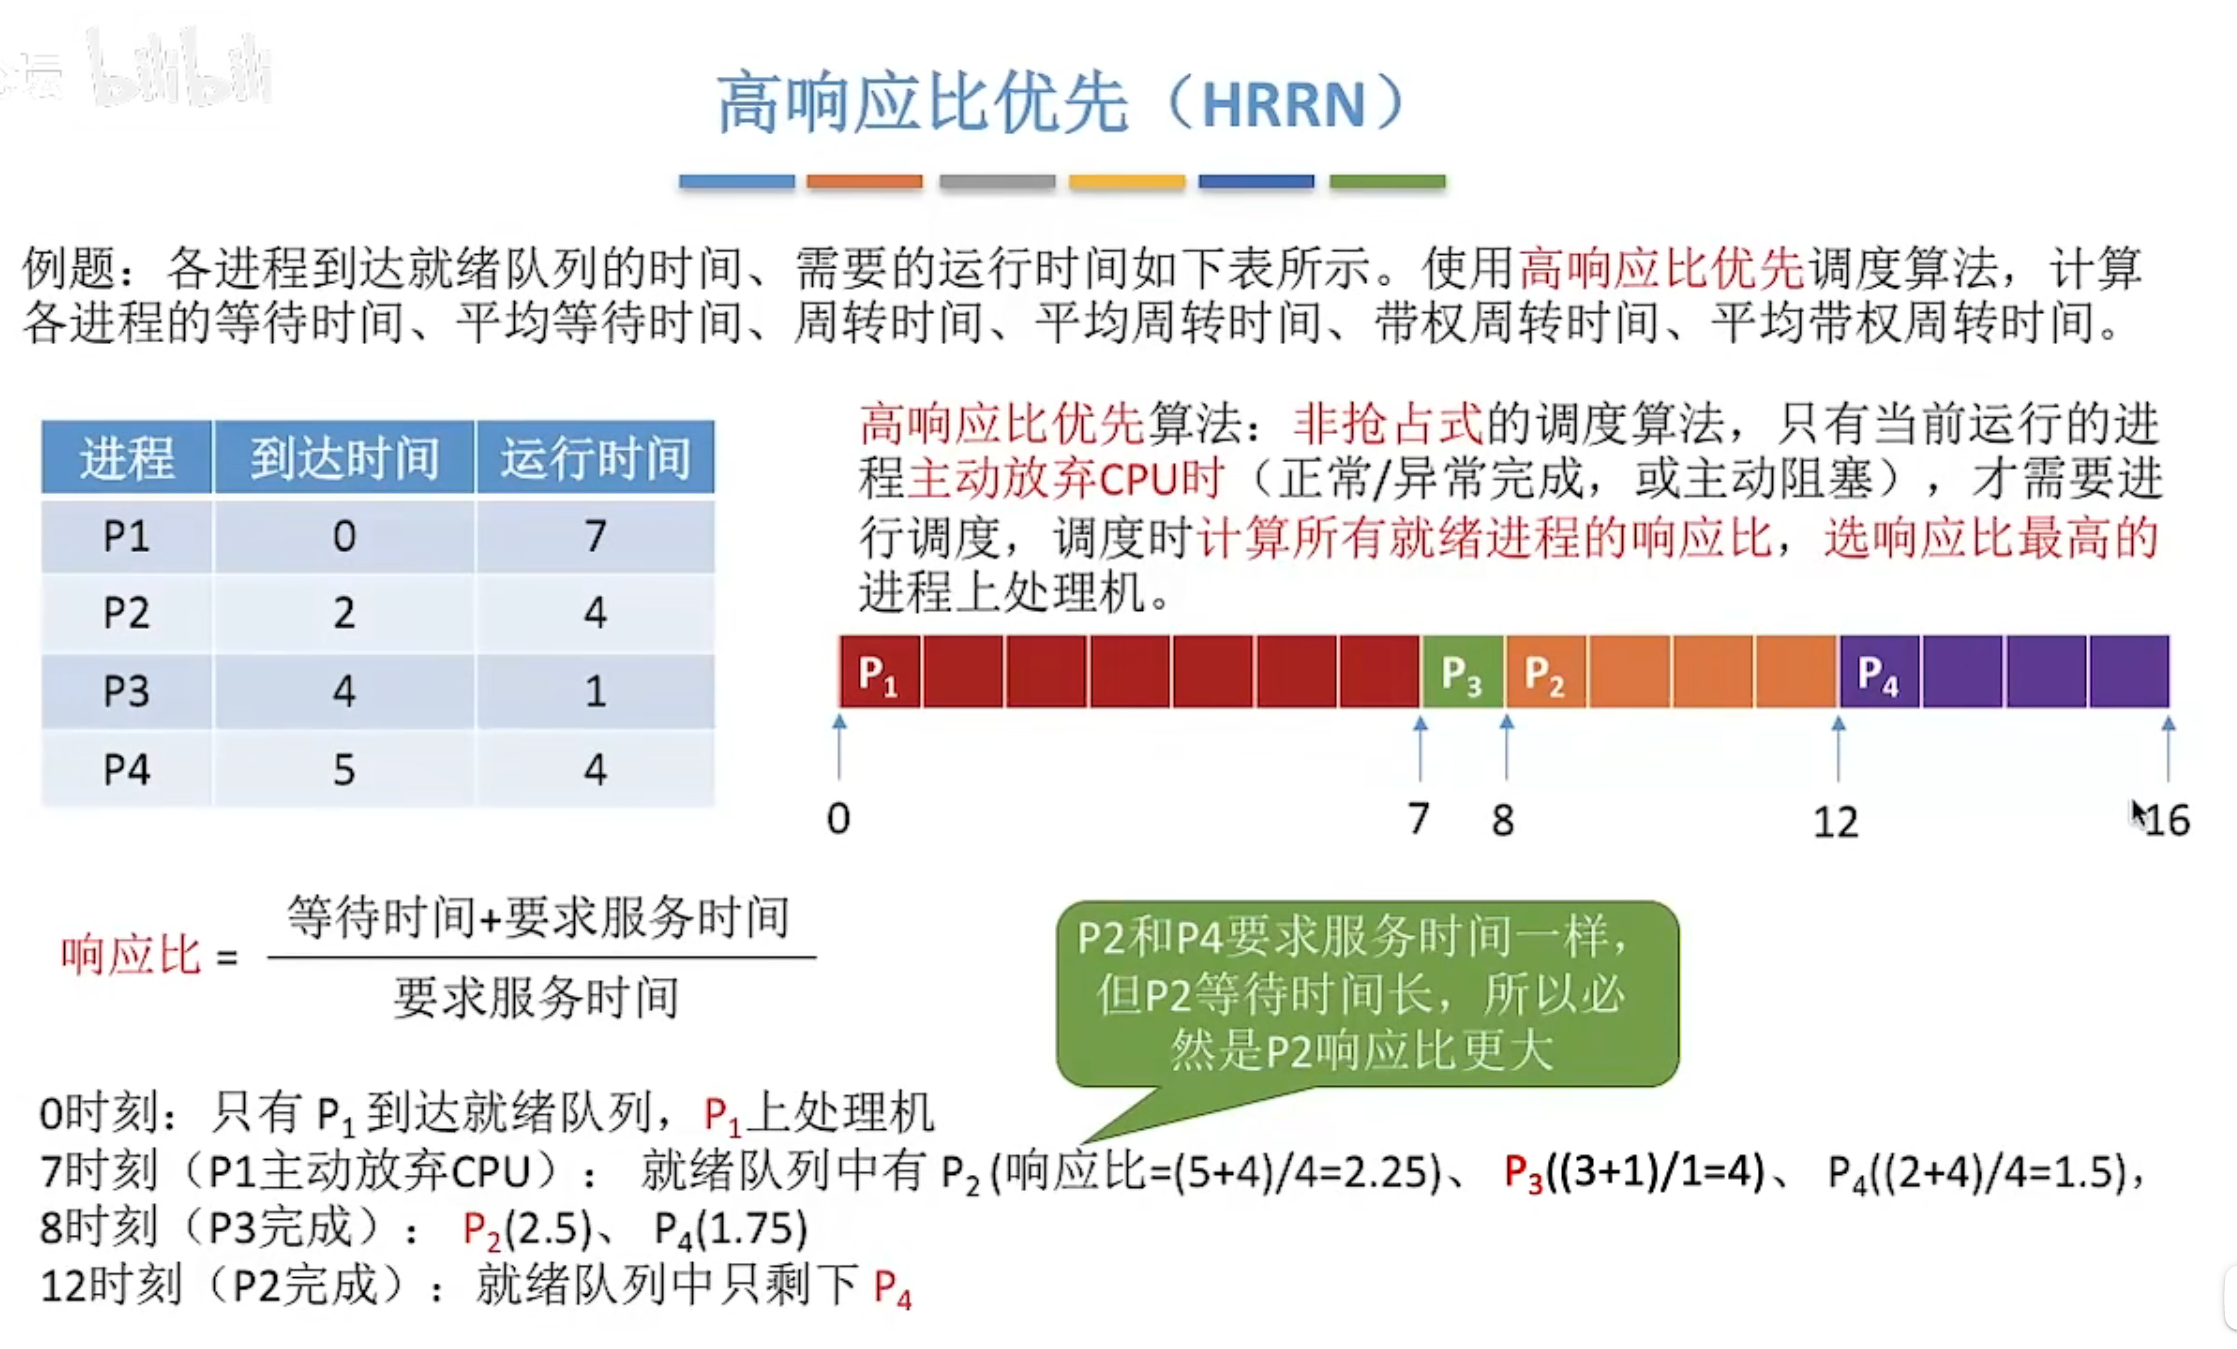 坛 bilibili
高响应比优先（HRRN）
例题：各进程到达就绪队列的时间、需要的运行时间如下表所示。使用高响应比优先调度算法，计算
各进程的等待时间、平均等待时间、周转时间、平均周转时间、带权周转时间、平均带权周转时间。
进程 到达时间 运行时间
P1 0 7
P2 2 4
P3 4 1
P4 5 4
高响应比优先算法：非抢占式的调度算法，只有当前运行的进
程主动放弃CPU时（正常/异常完成，或主动阻塞），才需要进
行调度，调度时计算所有就绪进程的响应比，选响应比最高的
进程上处理机。
P₁ P₃ P₂ P₄
0 7 8 12 16
响应比 = 等待时间+要求服务时间
要求服务时间
P2和P4要求服务时间一样，
但P2等待时间长，所以必
然是P2响应比更大
0时刻：只有 P₁ 到达就绪队列，P₁上处理机
7时刻（P1主动放弃CPU）：就绪队列中有 P₂ (响应比=(5+4)/4=2.25)、 P₃((3+1)/1=4)、 P₄((2+4)/4=1.5)，
8时刻（P3完成）： P₂(2.5)、 P₄(1.75)
12时刻（P2完成）：就绪队列中只剩下 P₄